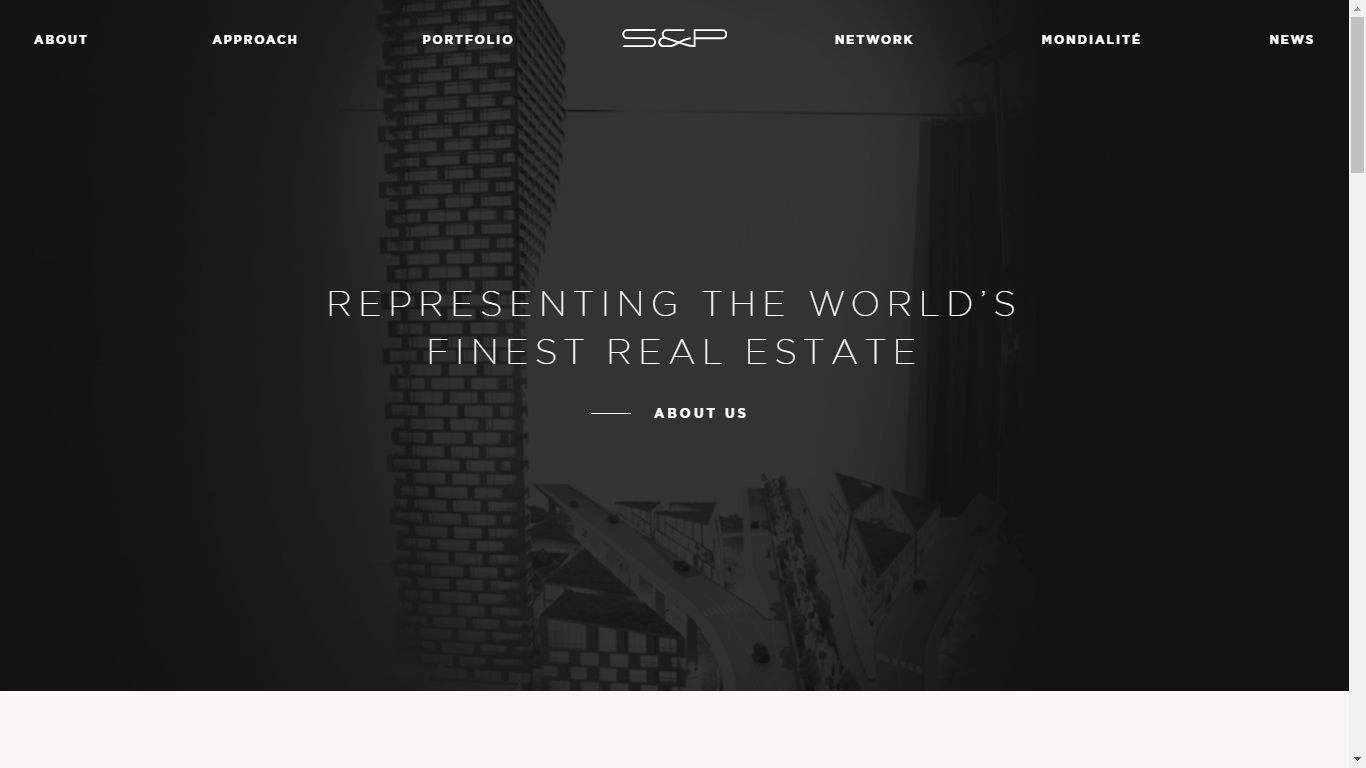 ABOUT
APPROACH
PORTFOLIO
S&P
NETWORK
MONDIALITÉ
NEWS
REPRESENTING THE WORLD’S
FINEST REAL ESTATE
ABOUT US